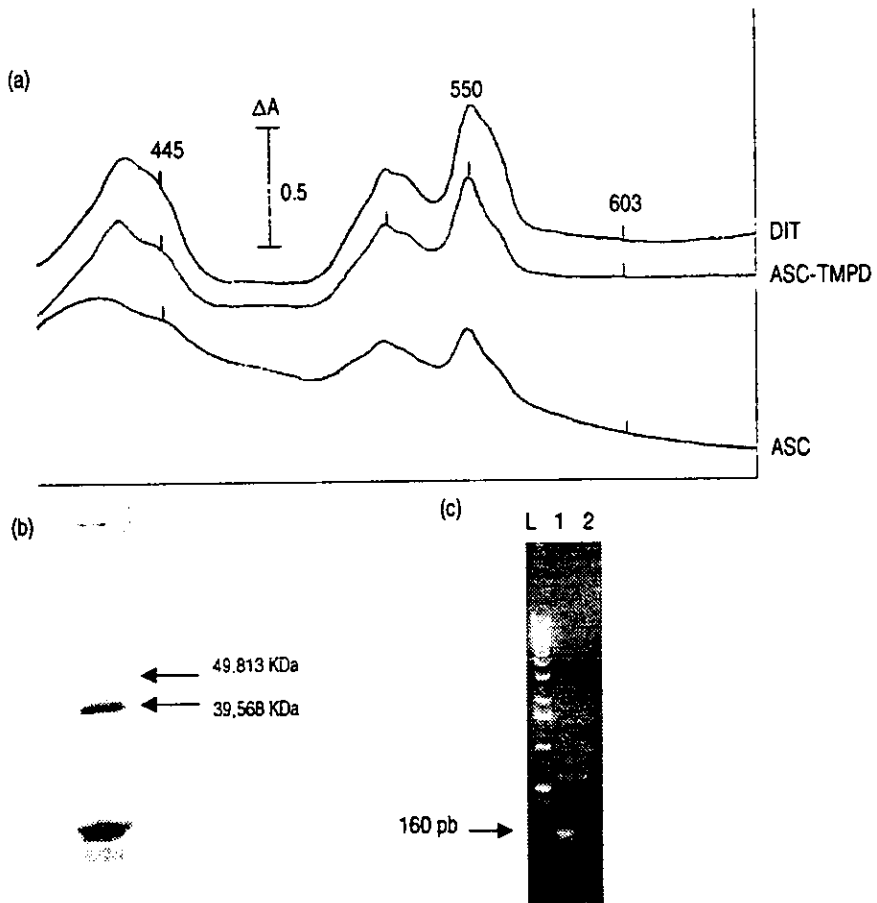 (a)
ΔA
0.5
445
550
603
DIT
ASC-TMPD
ASC
(b)
49.813 KDa
39,568 KDa
(c)
L 1 2
160 pb